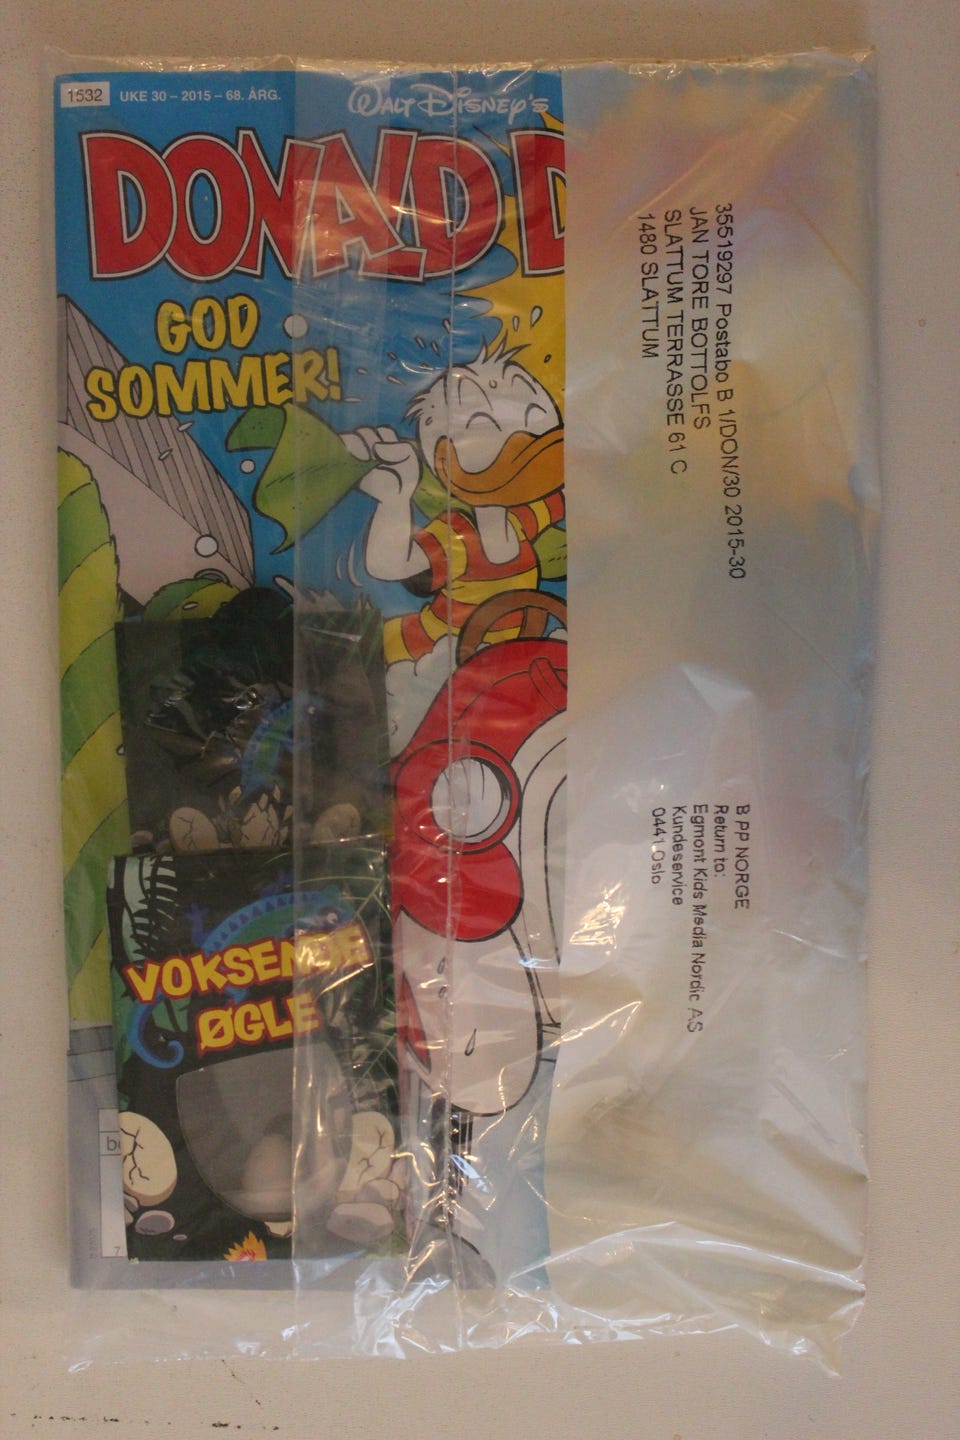 1532
UKE 30 – 2015 – 68. ÅRG.
WALT DISNEY'S
DONALD D
GOD
SOMMER!
35519297 Postabo B 1/DON/30 2015-30
JAN TORE BOTTOLFS
SLATTUM TERRASSE 61 C
1480 SLATTUM
B PP NORGE
Return to:
Egmont Kids Media Nordic AS
Kundeservice
0441 Oslo
VOKSENDE
ØGLE
7